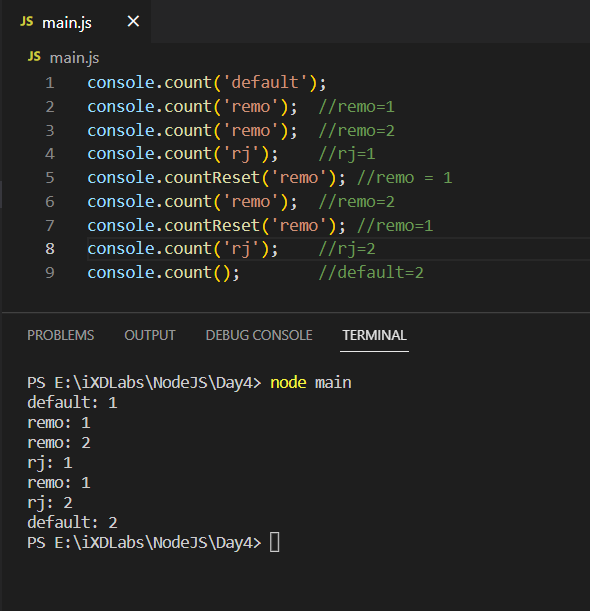 JS main.js ×
JS main.js
1 console.count('default');
2 console.count('remo');  //remo=1
3 console.count('remo');  //remo=2
4 console.count('rj');    //rj=1
5 console.countReset('remo'); //remo = 1
6 console.count('remo');  //remo=2
7 console.countReset('remo'); //remo=1
8 console.count('rj');    //rj=2
9 console.count();        //default=2
PROBLEMS OUTPUT DEBUG CONSOLE TERMINAL
PS E:\iXDLabs\NodeJS\Day4> node main
default: 1
remo: 1
remo: 2
rj: 1
remo: 1
rj: 2
default: 2
PS E:\iXDLabs\NodeJS\Day4>